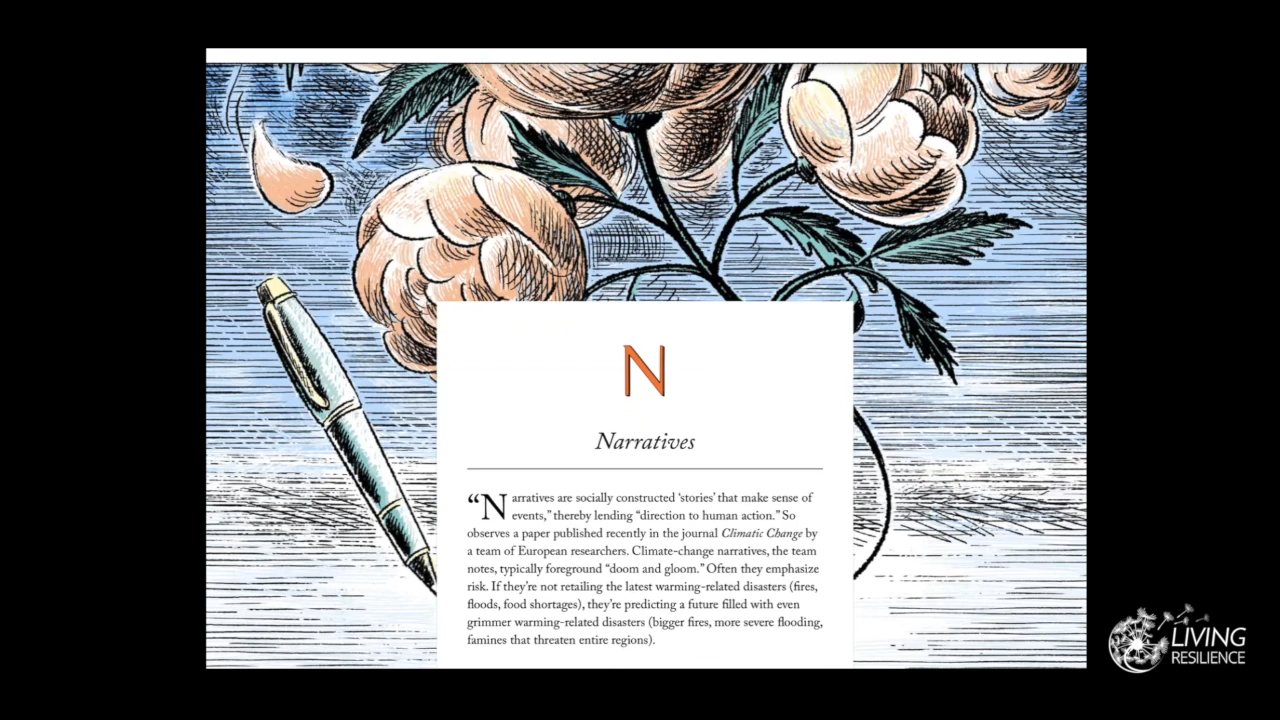 N
Narratives
“Narratives are socially constructed ‘stories’ that make sense of
events,” thereby lending “direction to human action.” So
observes a paper published recently in the journal Climatic Change by
a team of European researchers. Climate-change narratives, the team
notes, typically foreground “doom and gloom.” Often they emphasize
risk. If they’re not retailing the latest warming-related disasters (fires,
floods, food shortages), they’re predicting a future filled with even
grimmer warming-related disasters (bigger fires, more severe flooding,
famines that threaten entire regions).
LIVING
RESILIENCE